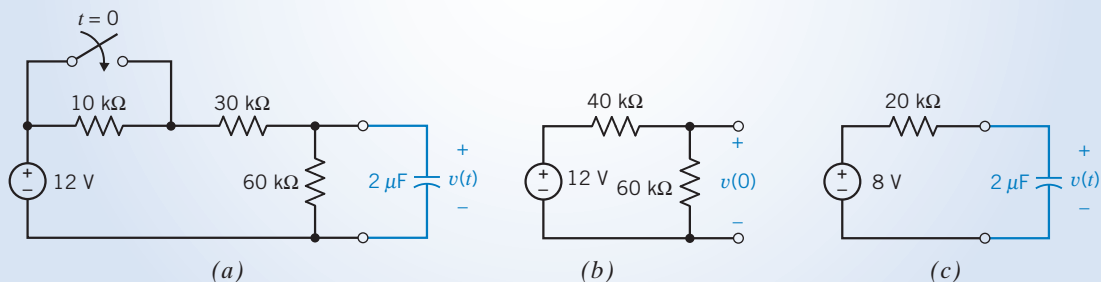 t = 0
10 kΩ
30 kΩ
+
−
12 V
60 kΩ
2 μF
+
v(t)
−
(a)
40 kΩ
+
−
12 V
60 kΩ
+
v(0)
−
(b)
20 kΩ
+
−
8 V
2 μF
+
v(t)
−
(c)